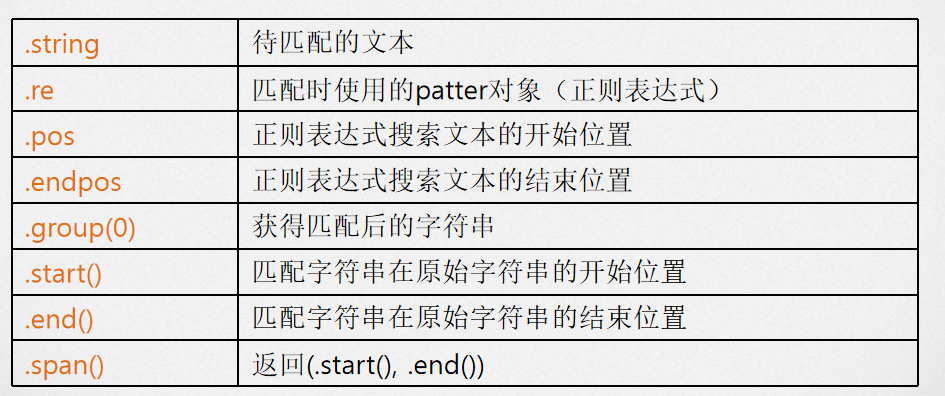 .string 待匹配的文本
.re 匹配时使用的patter对象（正则表达式）
.pos 正则表达式搜索文本的开始位置
.endpos 正则表达式搜索文本的结束位置
.group(0) 获得匹配后的字符串
.start() 匹配字符串在原始字符串的开始位置
.end() 匹配字符串在原始字符串的结束位置
.span() 返回(.start(), .end())